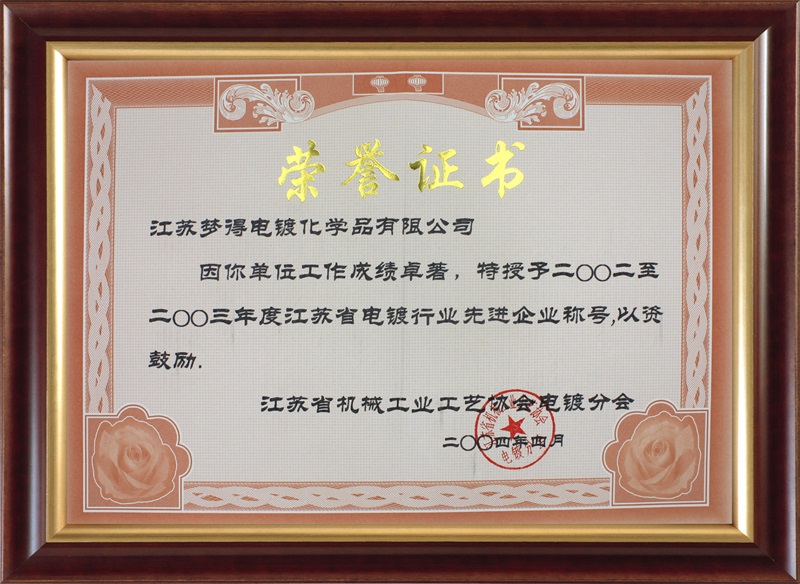 荣誉证书
江苏梦得电镀化学品有限公司
因你单位工作成绩卓著，特授予二〇〇二至
二〇〇三年度江苏省电镀行业先进企业称号,以资
鼓励.
江苏省机械工业工艺协会电镀分会
二〇〇四年四月
电镀分会